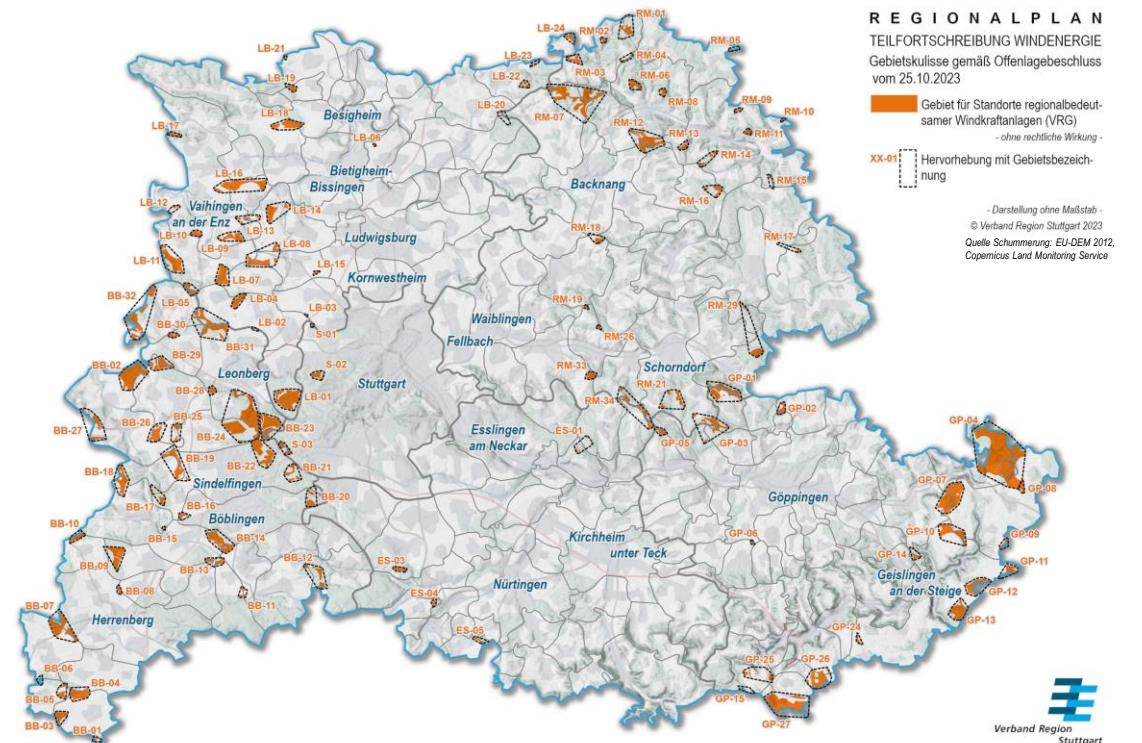 REGIONALPLAN
TEILFORTSCHREIBUNG WINDENERGIE
Gebietskulisse gemäß Offenlagebeschluss
vom 25.10.2023
Gebiet für Standorte regionalbedeut-
samer Windkraftanlagen (VRG)
- ohne rechtliche Wirkung -
XX-01
Hervorhebung mit Gebietsbezeich-
nung
- Darstellung ohne Maßstab -
© Verband Region Stuttgart 2023
Quelle Schummerung: EU-DEM 2012,
Copernicus Land Monitoring Service
RM-01
LB-24
RM-02
RM-05
LB-21
LB-23
RM-04
RM-03
LB-19
LB-22
RM-06
RM-08
Besigheim
LB-20
RM-07
RM-09
RM-10
LB-18
LB-17
RM-12
RM-11
LB-06
RM-13
RM-14
Bietigheim-
Bissingen
LB-16
Backnang
RM-15
RM-16
LB-12
Vaihingen
an der Enz
LB-14
LB-13
LB-10
RM-18
Ludwigsburg
LB-09
LB-08
RM-17
LB-11
LB-15
LB-07
Kornwestheim
BB-32
LB-05
LB-04
RM-19
RM-29
LB-03
LB-02
Waiblingen
BB-30
S-01
BB-31
RM-26
Fellbach
BB-29
BB-02
S-02
Leonberg
RM-33
Schorndorf
Stuttgart
RM-21
GP-01
BB-28
LB-01
RM-34
GP-02
BB-27
BB-26
BB-25
BB-23
Esslingen
am Neckar
GP-04
BB-24
ES-01
GP-05
GP-03
S-03
BB-19
BB-22
BB-21
BB-18
Sindelfingen
GP-07
GP-08
BB-20
Göppingen
BB-17
BB-16
Böblingen
BB-15
GP-10
BB-10
BB-14
Kirchheim
unter Teck
GP-06
GP-09
GP-14
BB-09
BB-13
BB-12
ES-03
GP-11
Geislingen
an der Steige
Nürtingen
GP-12
BB-08
BB-11
ES-04
BB-07
Herrenberg
GP-13
ES-05
GP-24
GP-25
GP-26
BB-06
BB-05
BB-04
GP-15
BB-03
BB-01
GP-27
Verband Region
Stuttgart